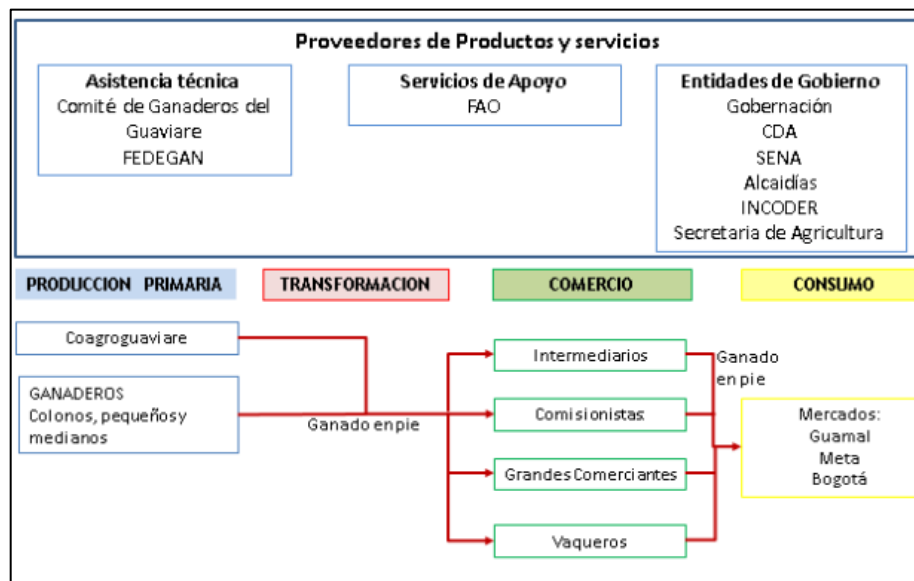 Proveedores de Productos y servicios
Asistencia técnica
Comité de Ganaderos del
Guaviare
FEDEGAN
Servicios de Apoyo
FAO
Entidades de Gobierno
Gobernación
CDA
SENA
Alcaidías
INCODER
Secretaria de Agricultura
PRODUCCION PRIMARIA
TRANSFORMACION
COMERCIO
CONSUMO
Coagroguaviare
GANADEROS
Colonos, pequeños y
medianos
Ganado en pie
Intermediarios
Comisionistas
Grandes Comerciantes
Vaqueros
Ganado
en pie
Mercados:
Guamal
Meta
Bogotá